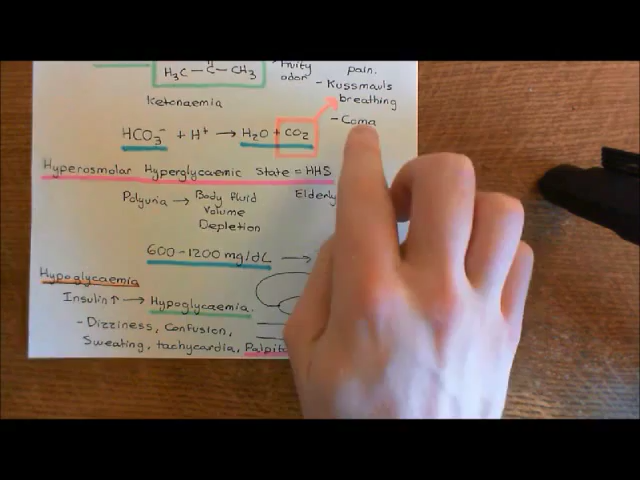 H₃C – C – CH₃
fruity
odor
pain.
- Kussmauls
breathing
- Coma
Ketonaemia
HCO₃⁻ + H⁺ → H₂O + CO₂
Hyperosmolar Hyperglycaemic State = HHS
Polyuria → Body Fluid
Volume
Depletion
Elderly
600-1200 mg/dL →
Hypoglycaemia
Insulin ↑ → Hypoglycaemia.
- Dizziness, confusion,
Sweating, tachycardia,